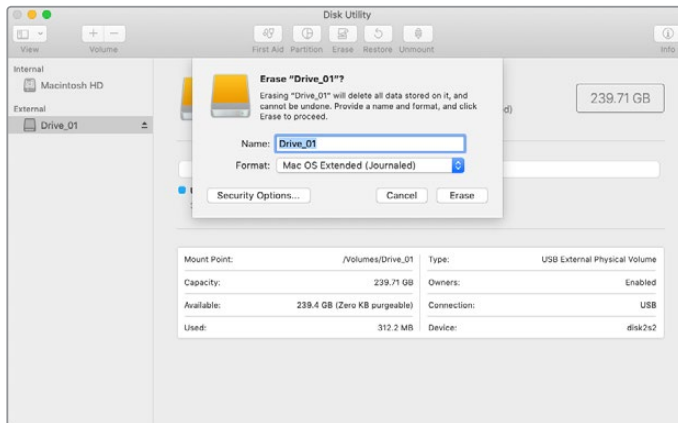 Disk Utility
View
Volume
First Aid Partition Erase Restore Unmount
Info
Internal
Macintosh HD
External
Drive_01
Erase "Drive_01"?
Erasing "Drive_01" will delete all data stored on it, and
cannot be undone. Provide a name and format, and click
Erase to proceed.
239.71 GB
Name: Drive_01
Format: Mac OS Extended (Journaled)
Security Options... Cancel Erase
Mount Point: /Volumes/Drive_01 Type: USB External Physical Volume
Capacity: 239.71 GB Owners: Enabled
Available: 239.4 GB (Zero KB purgeable) Connection: USB
Used: 312.2 MB Device: disk2s2